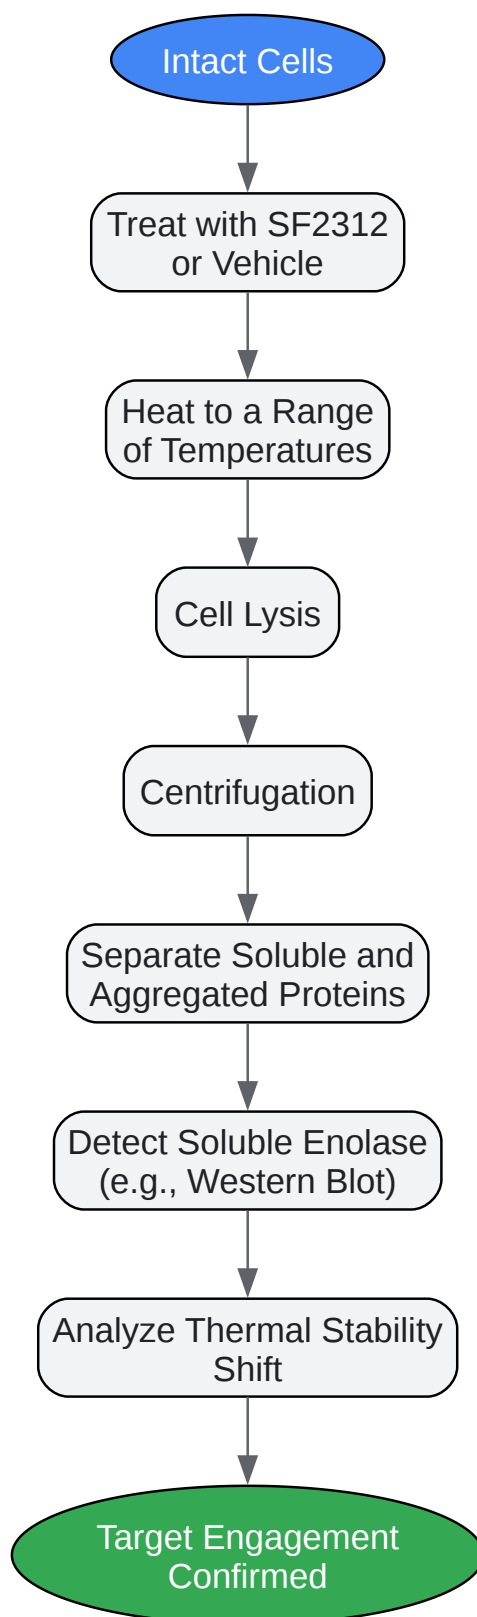 Intact Cells
Treat with SF2312
or Vehicle
Heat to a Range
of Temperatures
Cell Lysis
Centrifugation
Separate Soluble and
Aggregated Proteins
Detect Soluble Enolase
(e.g., Western Blot)
Analyze Thermal Stability
Shift
Target Engagement
Confirmed